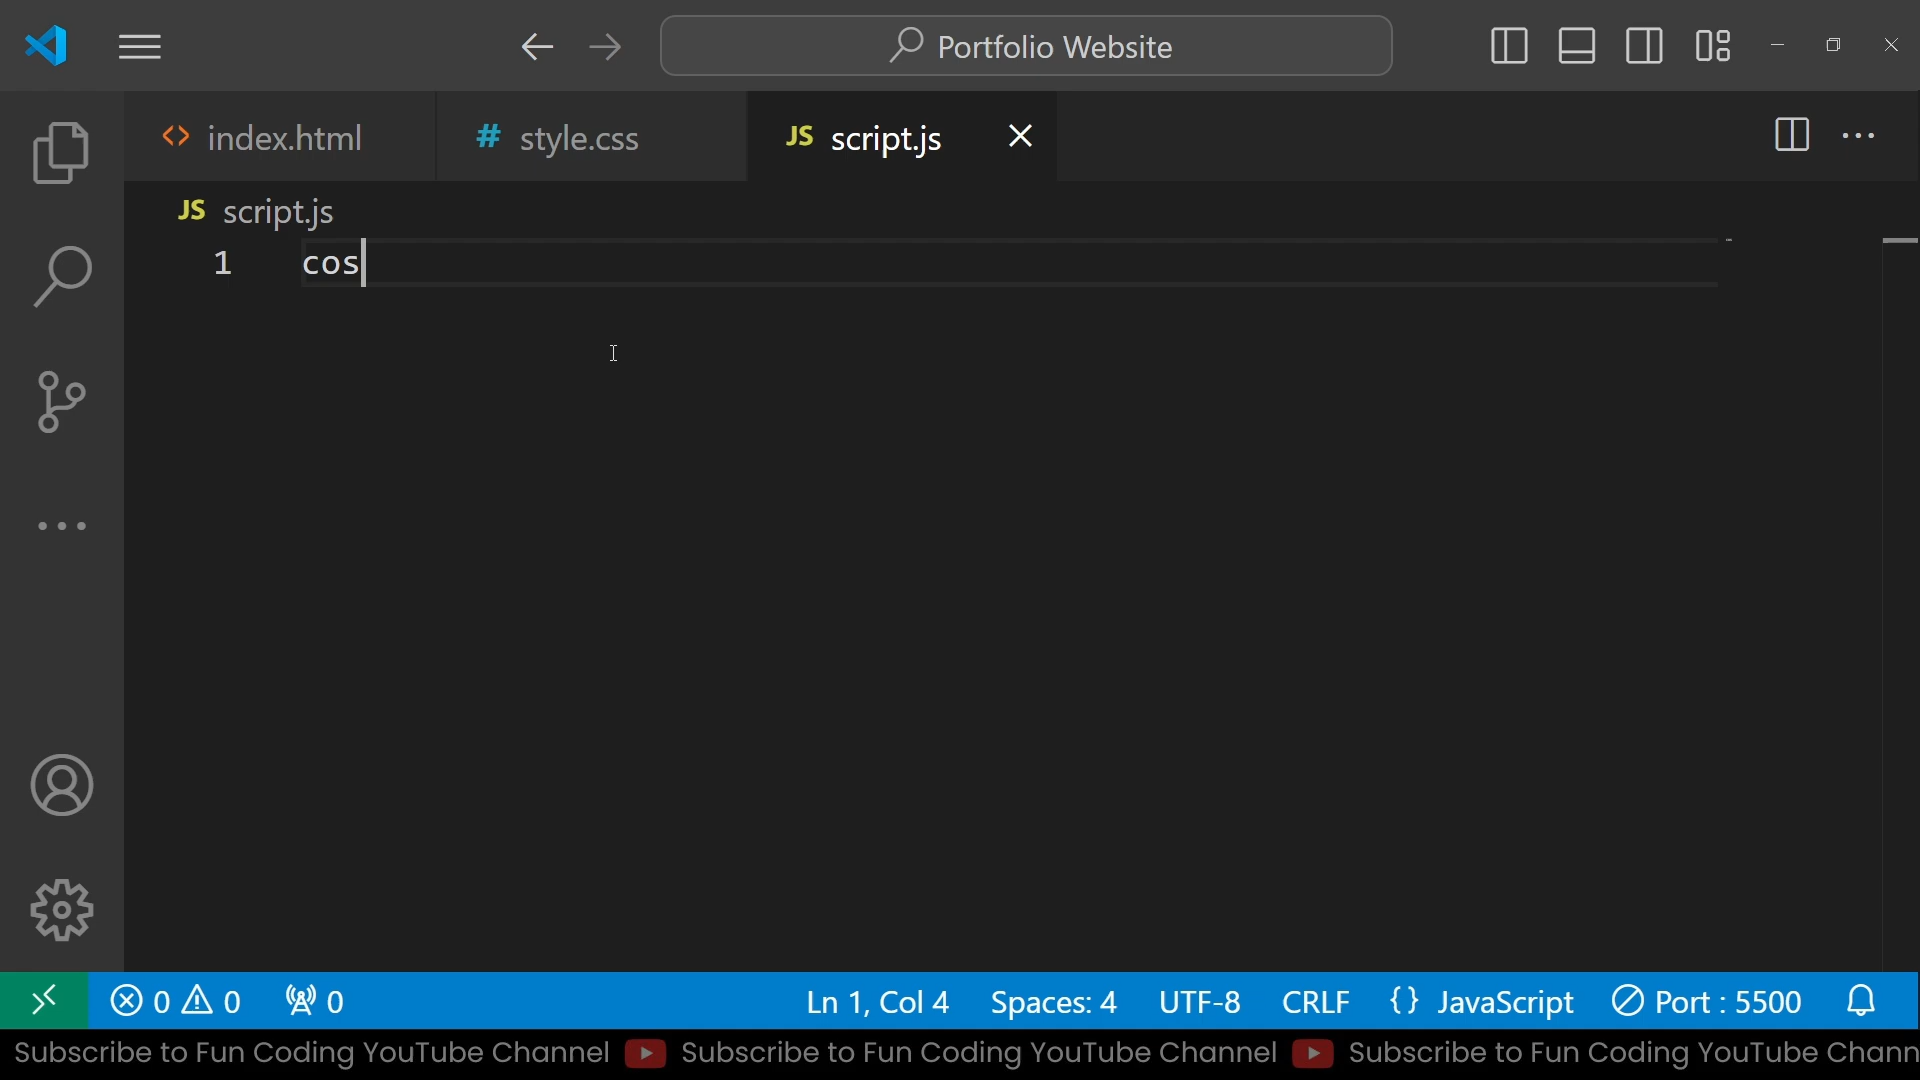 Portfolio Website
<> index.html # style.css JS script.js
JS script.js
1 cos
0 0 0 Ln 1, Col 4 Spaces: 4 UTF-8 CRLF {} JavaScript Port : 5500
Subscribe to Fun Coding YouTube Channel Subscribe to Fun Coding YouTube Channel Subscribe to Fun Coding YouTube Chann